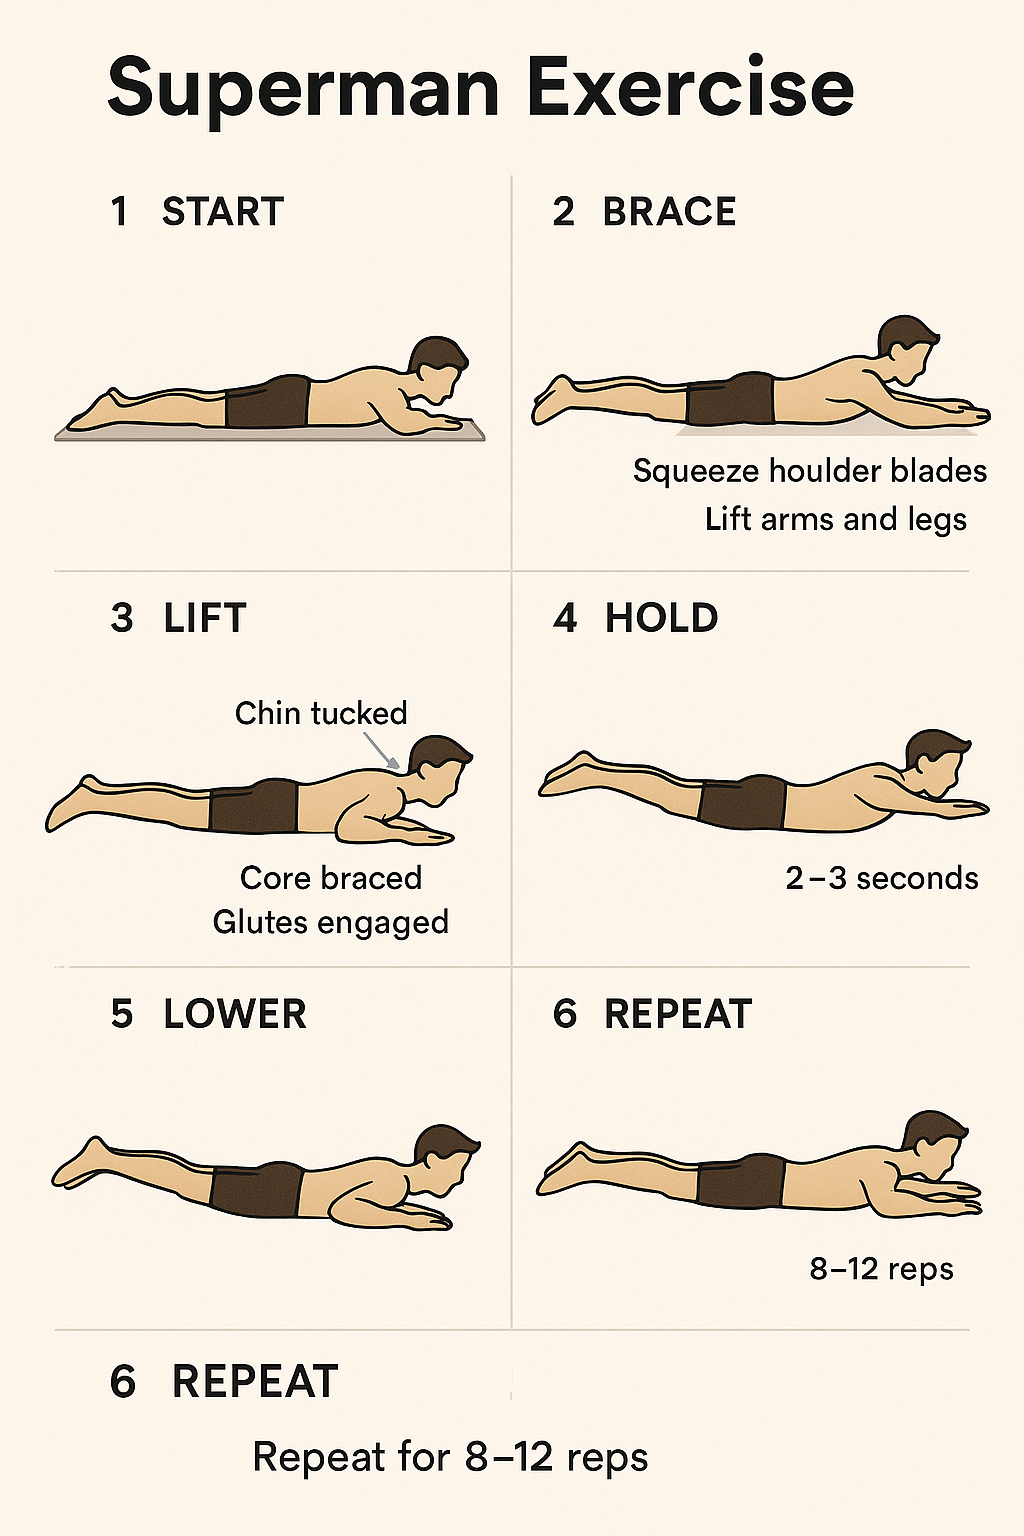 Superman Exercise
1 START
2 BRACE
Squeeze houlder blades
Lift arms and legs
3 LIFT
Chin tucked
Core braced
Glutes engaged
4 HOLD
2–3 seconds
5 LOWER
6 REPEAT
8–12 reps
6 REPEAT
Repeat for 8–12 reps